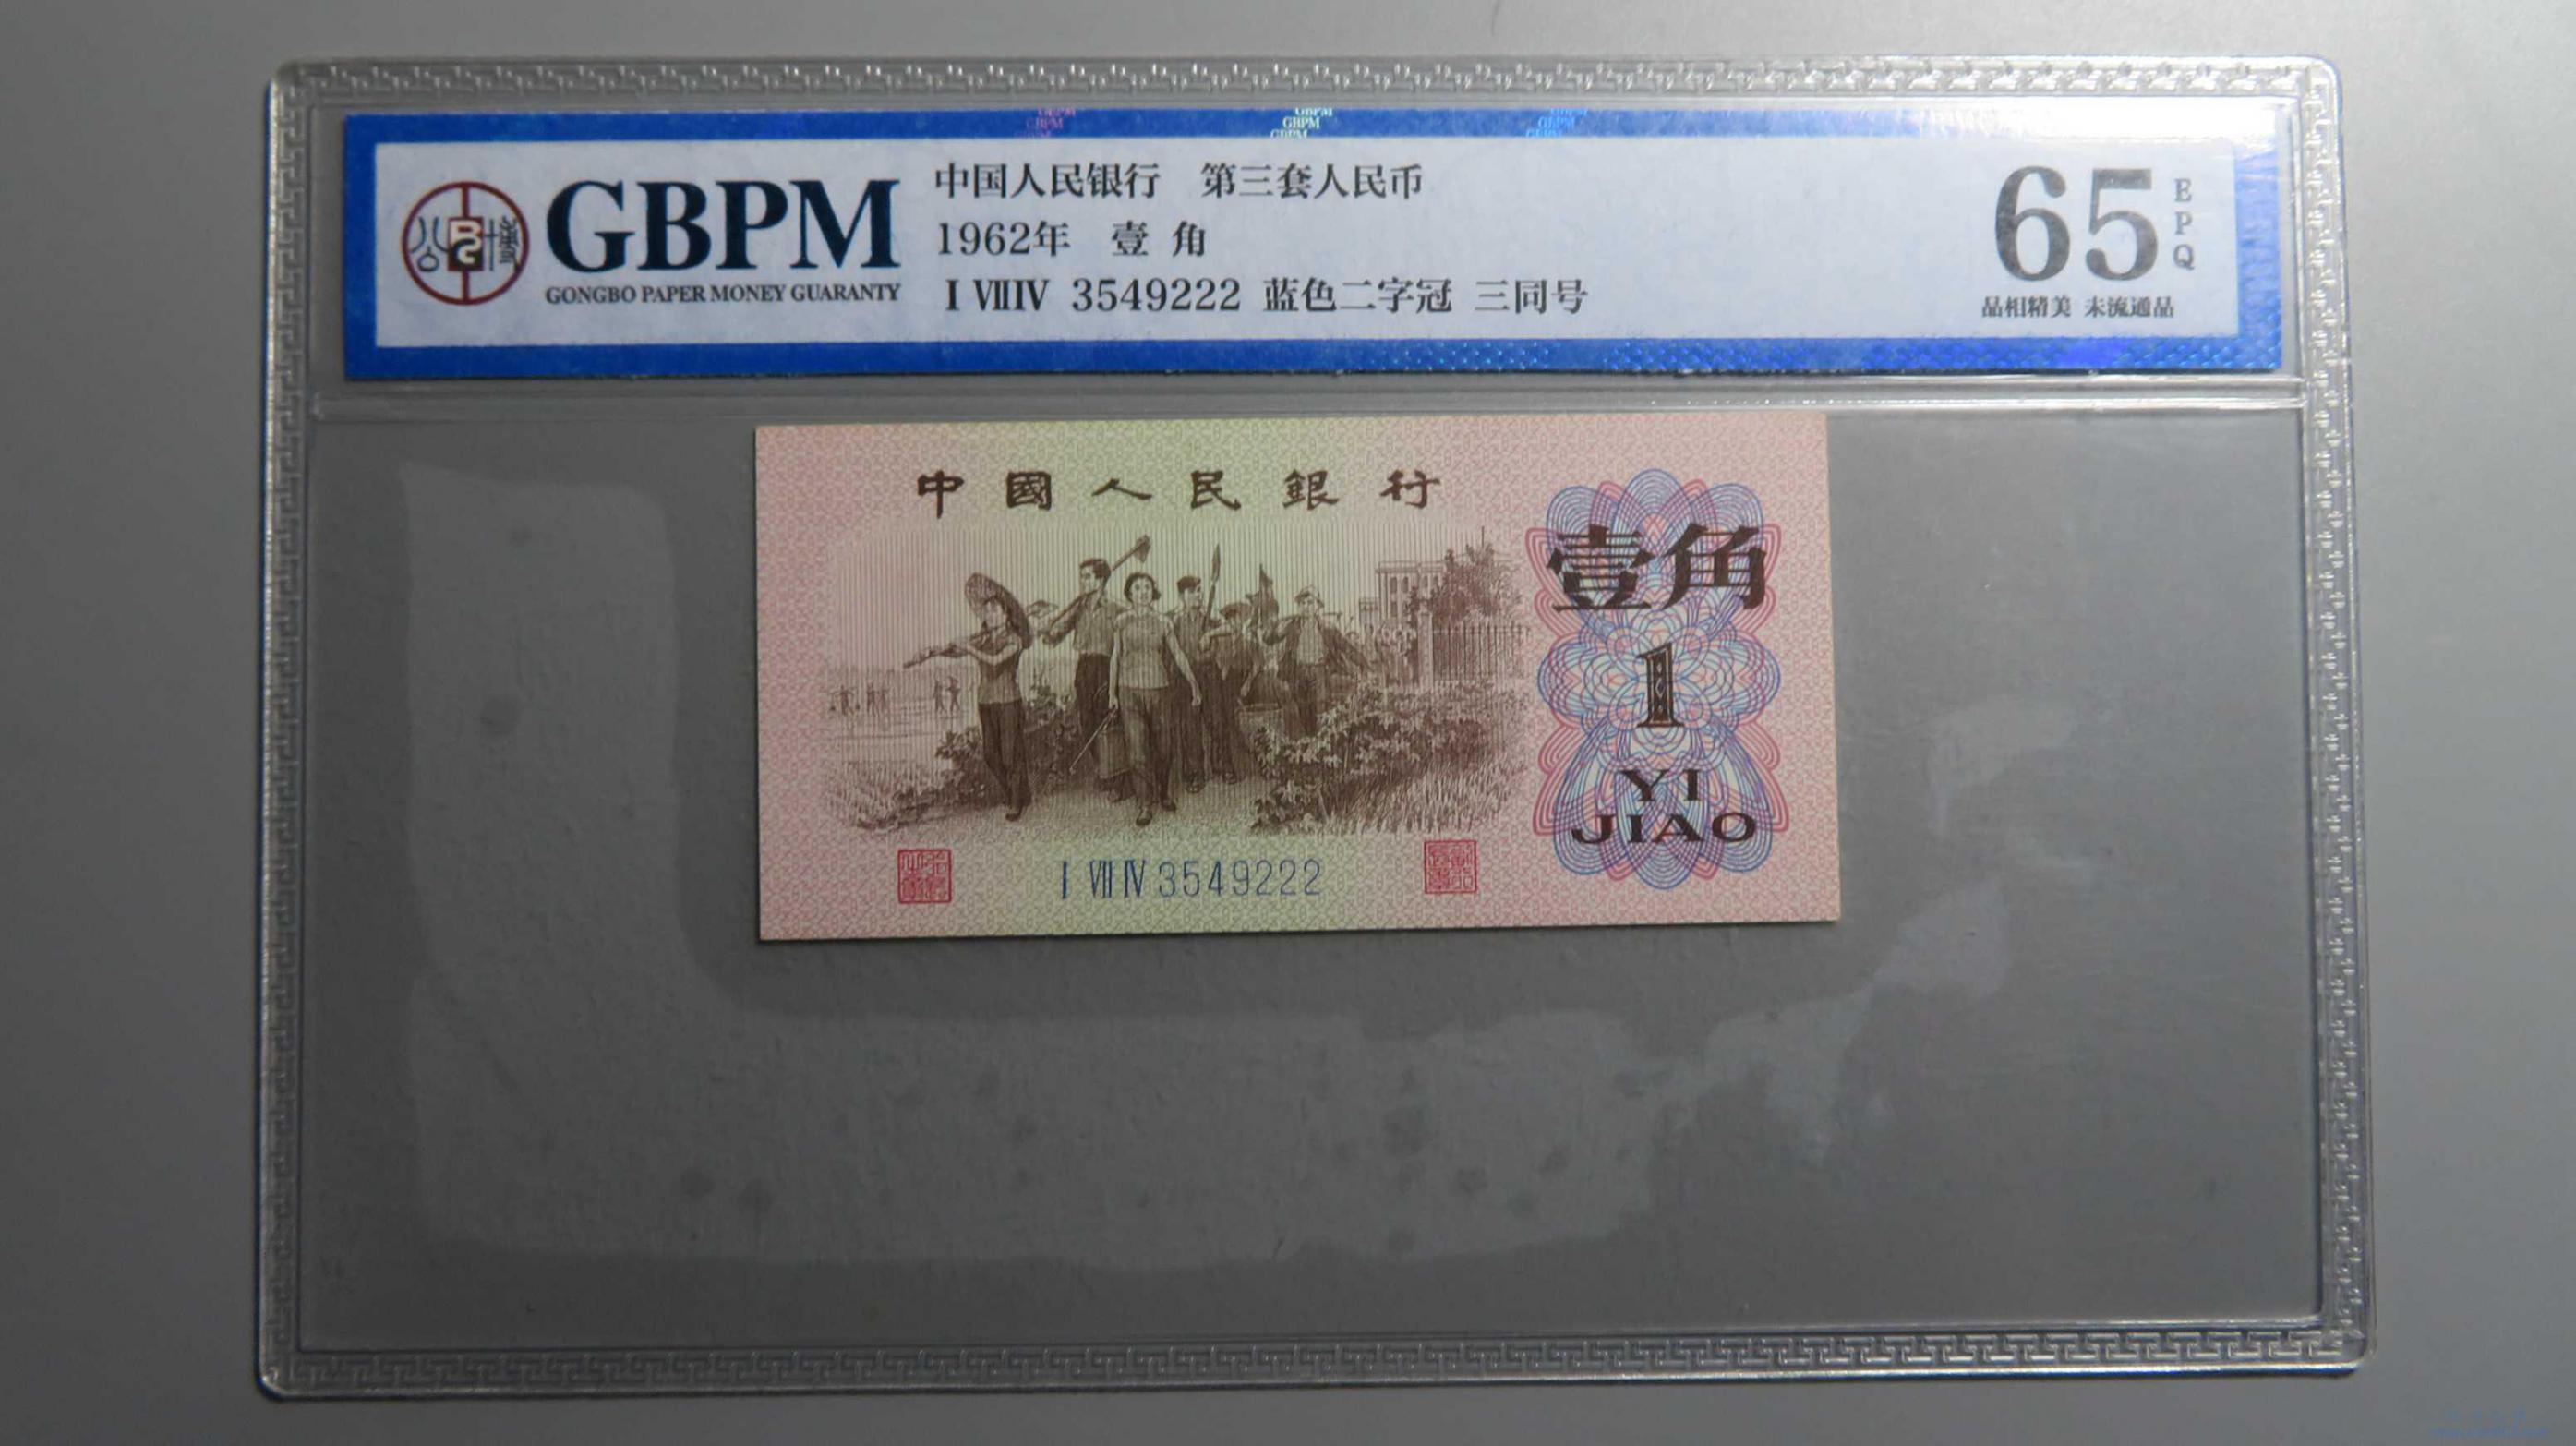 GBPM
GONGBO PAPER MONEY GUARANTY
中国人民银行 第三套人民币
1962年 壹 角
I VIII IV 3549222 蓝色二字冠 三同号
65
EPQ
品相精美 未流通品
中國人民銀行
壹角
1
YI
JIAO
I VIII IV 3549222